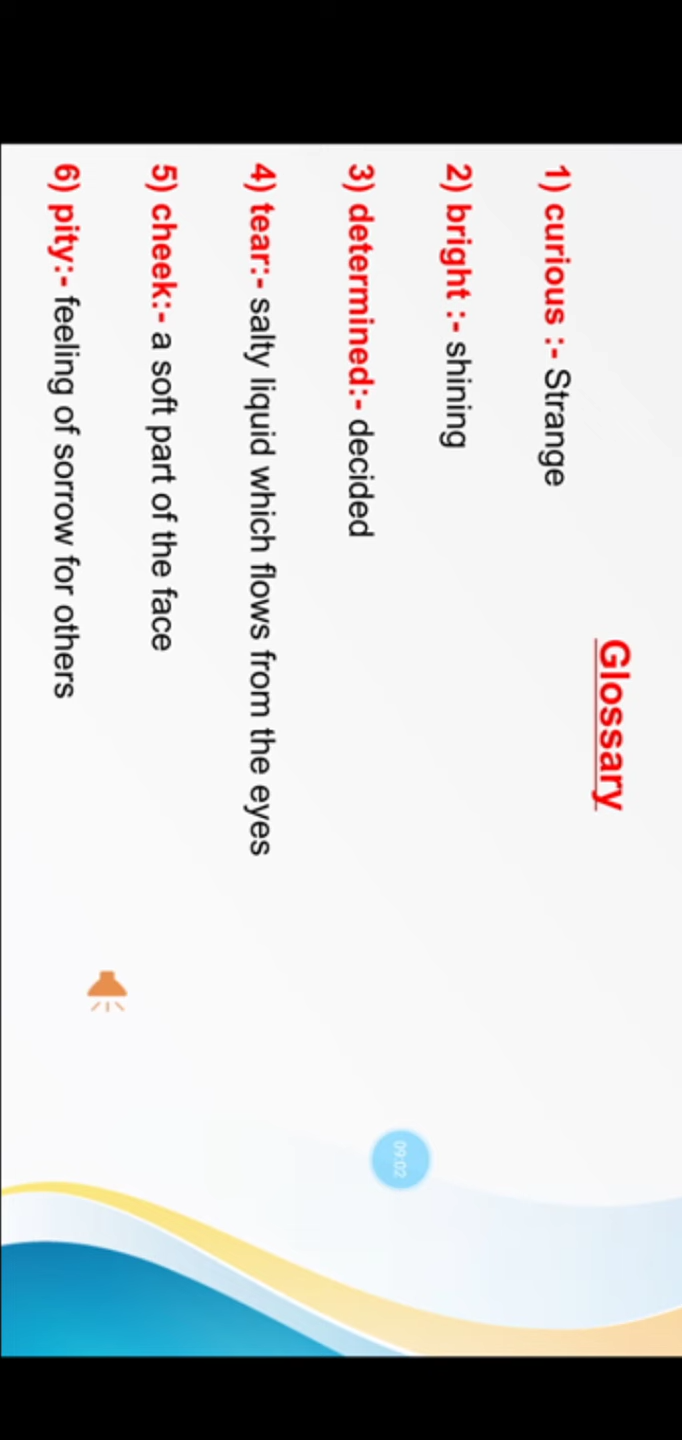 Glossary
1) curious :- Strange
2) bright :- shining
3) determined:- decided
4) tear:- salty liquid which flows from the eyes
5) cheek:- a soft part of the face
6) pity:- feeling of sorrow for others
09:02